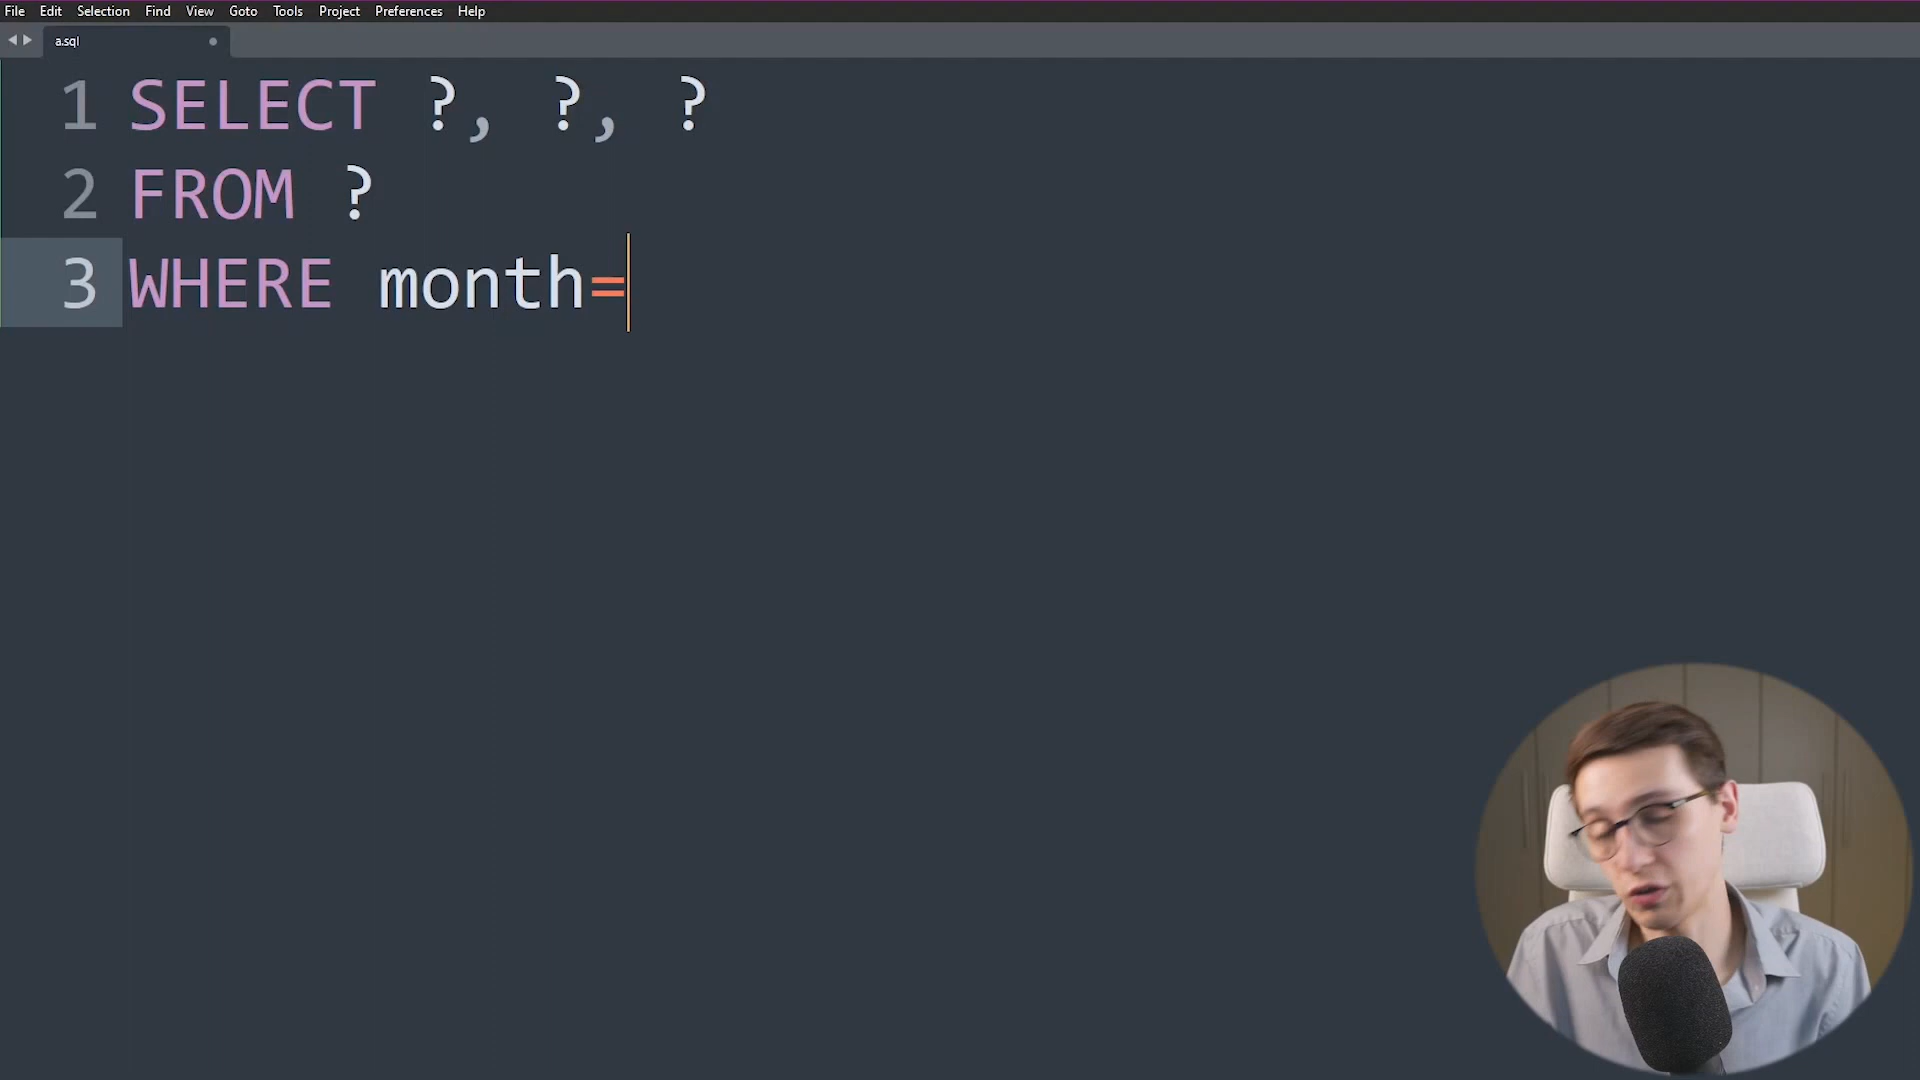 File Edit Selection Find View Goto Tools Project Preferences Help
a.sql
1 SELECT ?, ?, ?
2 FROM ?
3 WHERE month=